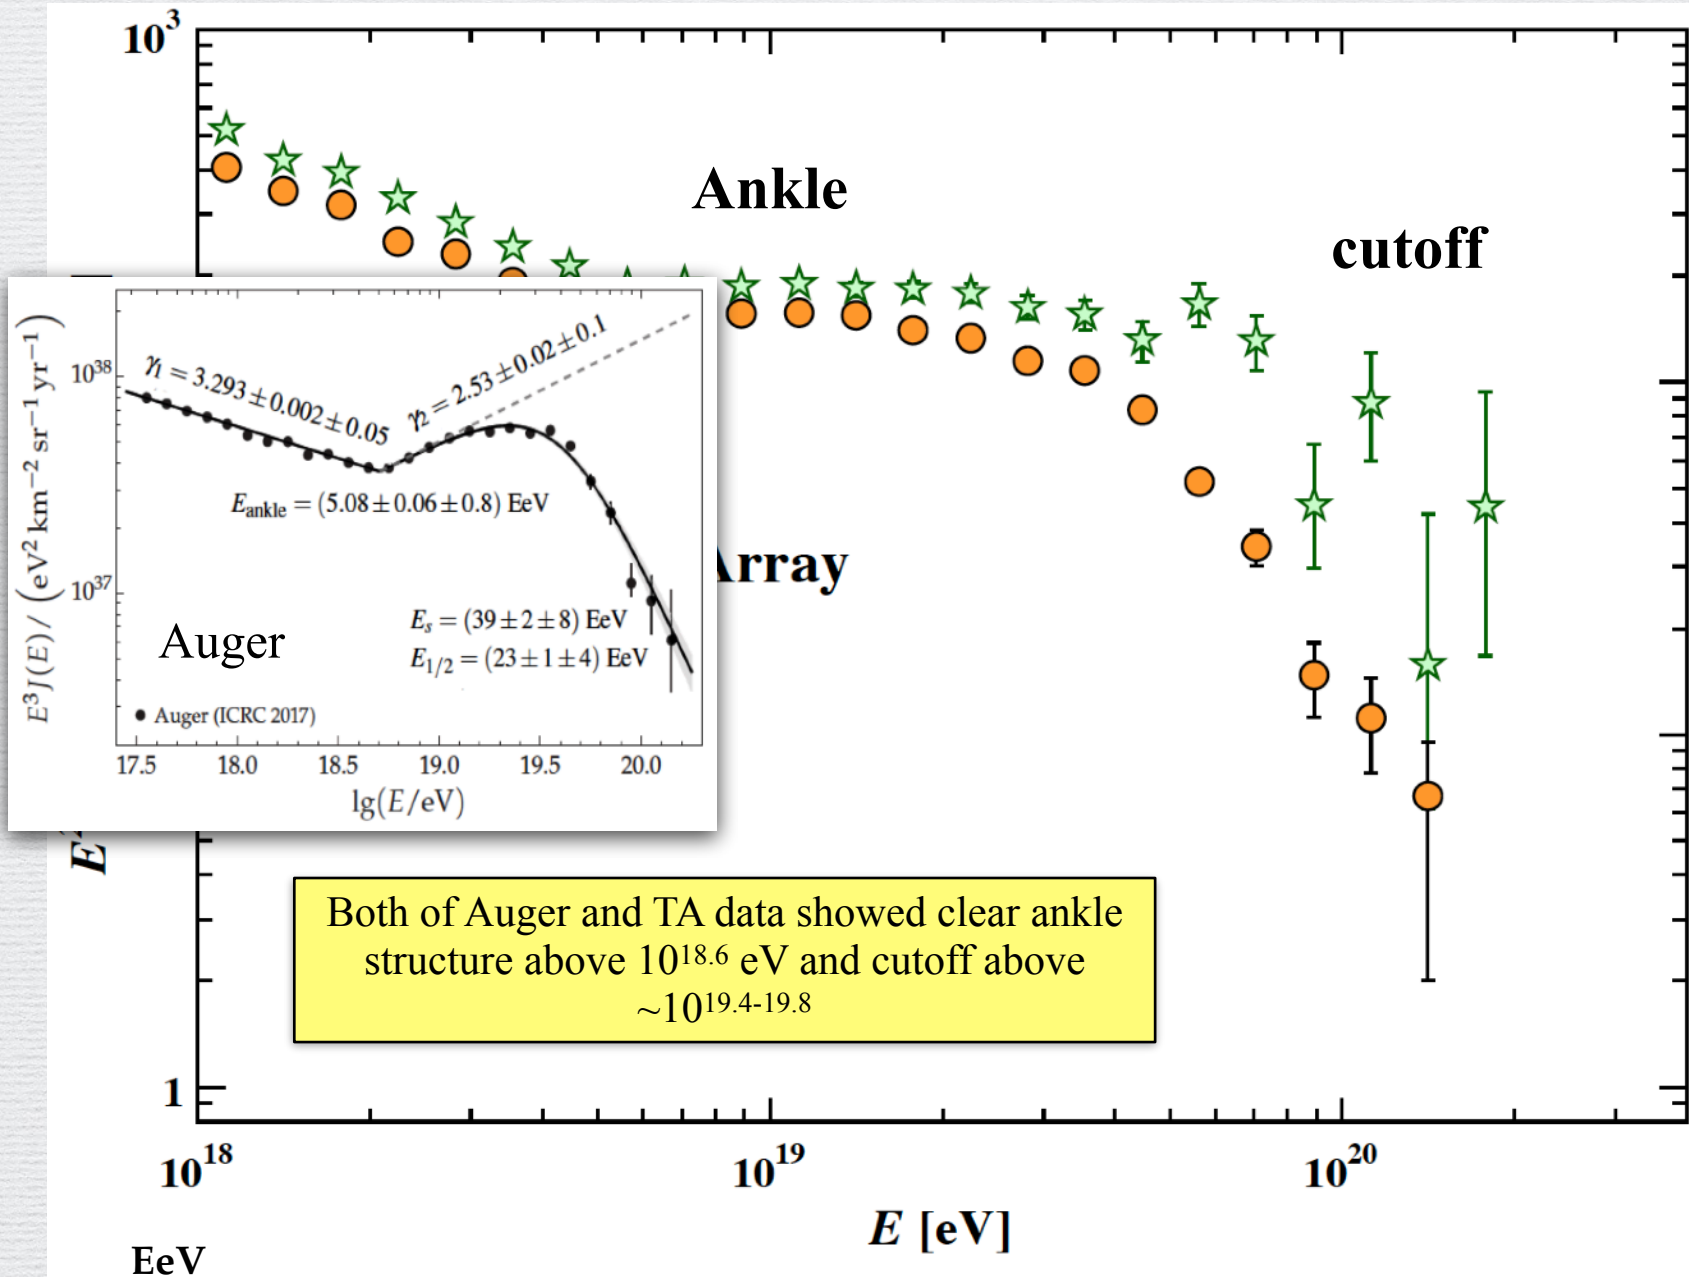 10³
Ankle
cutoff
Array
E³J(E)/ (eV² km⁻² sr⁻¹ yr⁻¹)
10³⁸
10³⁷
γ₁ = 3.293±0.002±0.05
γ₂ = 2.53±0.02±0.1
E_ankle = (5.08±0.06±0.8) EeV
E_s = (39±2±8) EeV
E_1/2 = (23±1±4) EeV
Auger
Auger (ICRC 2017)
17.5 18.0 18.5 19.0 19.5 20.0
lg(E/eV)
Both of Auger and TA data showed clear ankle
structure above 10¹⁸·⁶ eV and cutoff above
~10¹⁹·⁴⁻¹⁹·⁸
1
10¹⁸ 10¹⁹ 10²⁰
E [eV]
EeV